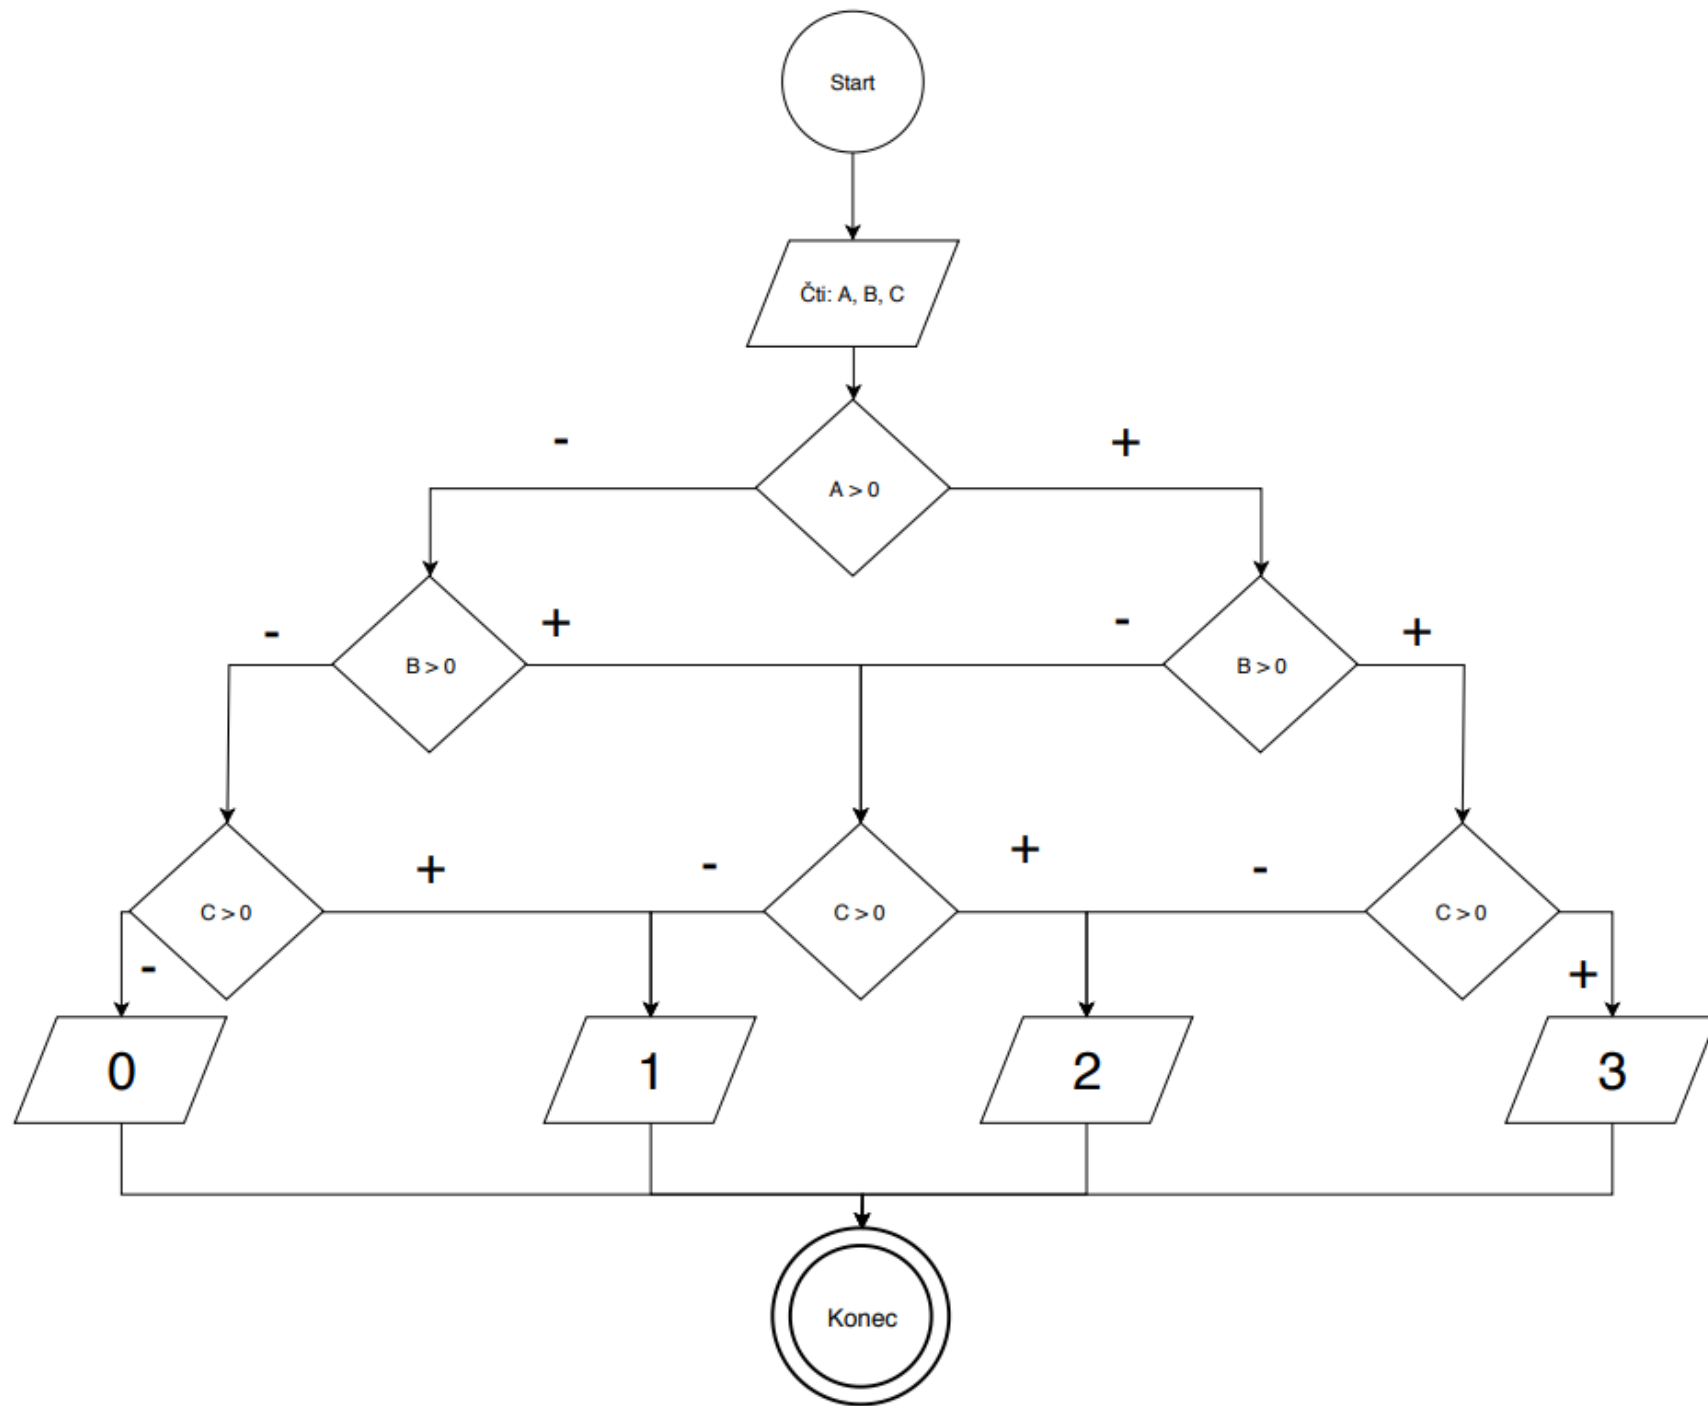 Start
Čti: A, B, C
- +
A > 0
- + - +
B > 0 B > 0
+ - + -
C > 0 C > 0 C > 0
- +
0 1 2 3
Konec